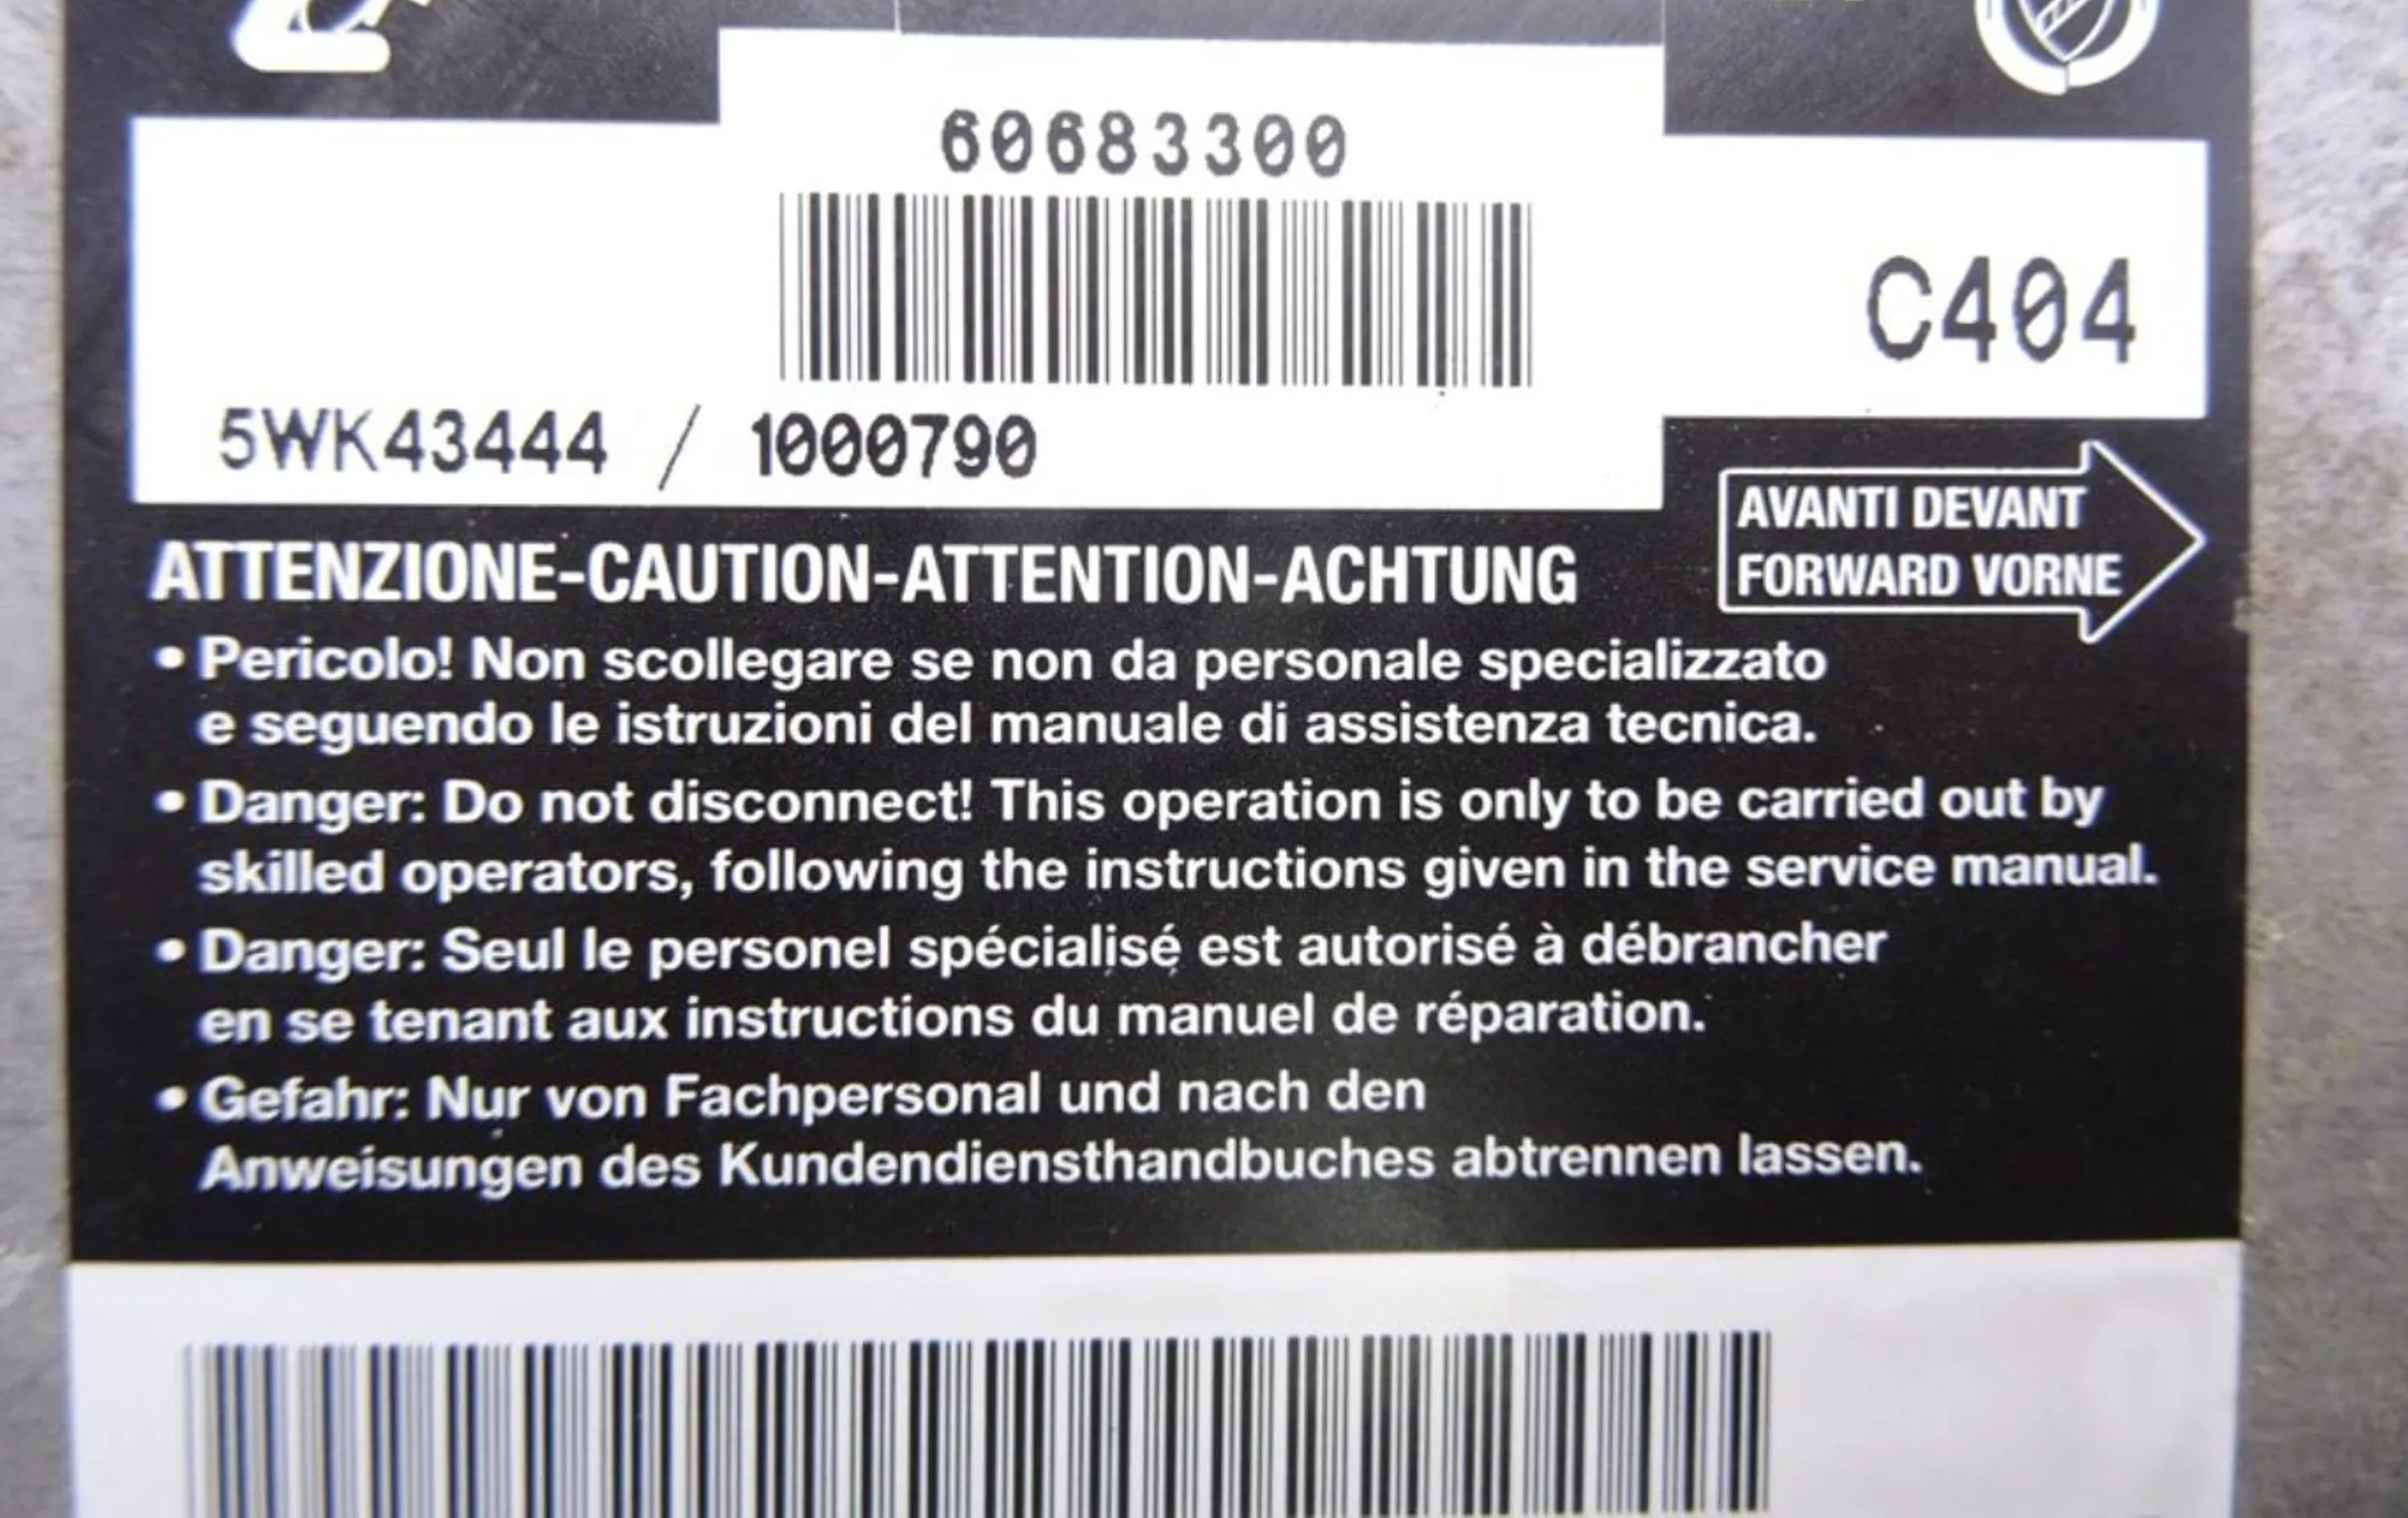 60683300
C404
5WK43444 / 1000790
AVANTI DEVANT
FORWARD VORNE
ATTENZIONE-CAUTION-ATTENTION-ACHTUNG
• Pericolo! Non scollegare se non da personale specializzato
e seguendo le istruzioni del manuale di assistenza tecnica.
• Danger: Do not disconnect! This operation is only to be carried out by
skilled operators, following the instructions given in the service manual.
• Danger: Seul le personel spécialisé est autorisé à débrancher
en se tenant aux instructions du manuel de réparation.
• Gefahr: Nur von Fachpersonal und nach den
Anweisungen des Kundendiensthandbuches abtrennen lassen.